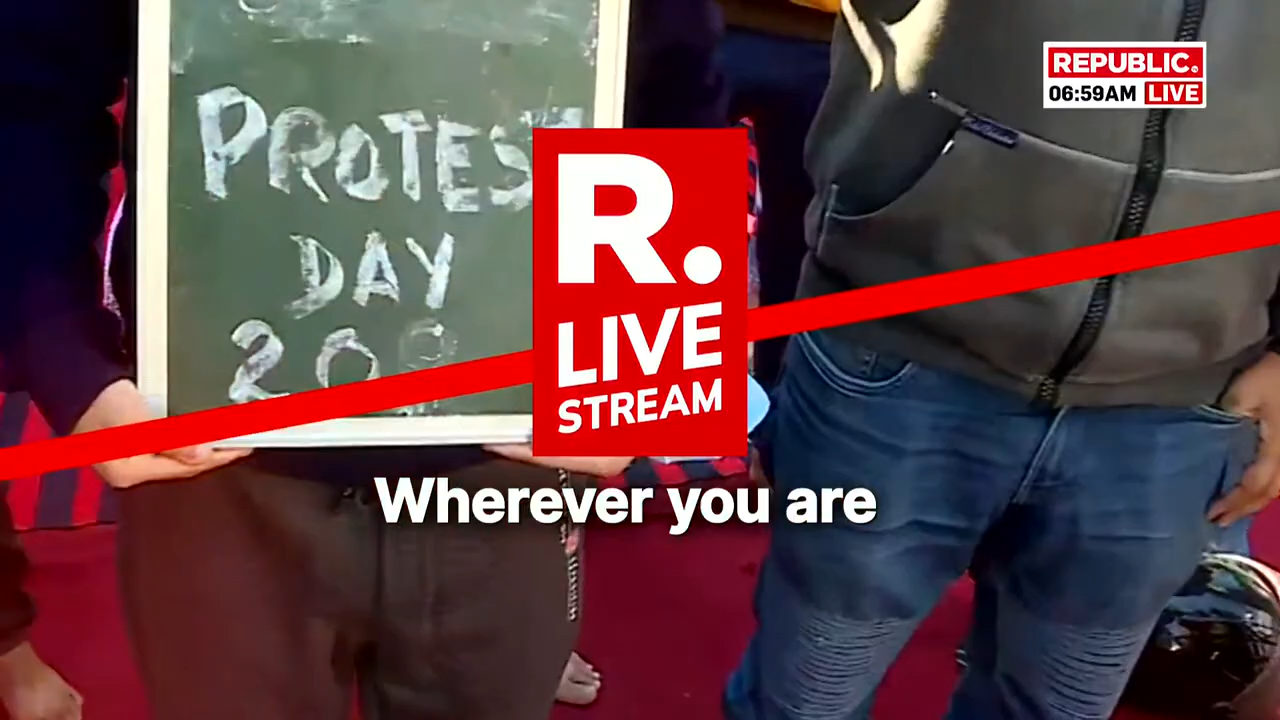 PROTEST
DAY
REPUBLIC.
06:59AM LIVE
R.
LIVE
STREAM
Wherever you are